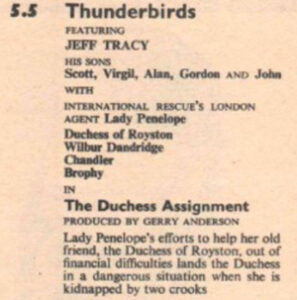 5.5 Thunderbirds
FEATURING
JEFF TRACY
HIS SONS
Scott, Virgil, Alan, Gordon AND John
WITH
INTERNATIONAL RESCUE'S LONDON
AGENT Lady Penelope
Duchess of Royston
Wilbur Dandridge
Chandler
Brophy
IN
The Duchess Assignment
PRODUCED BY GERRY ANDERSON
Lady Penelope's efforts to help her old
friend, the Duchess of Royston, out of
financial difficulties lands the Duchess
in a dangerous situation when she is
kidnapped by two crooks